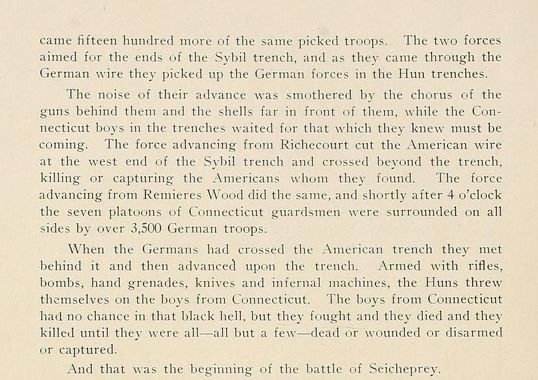 came fifteen hundred more of the same picked troops. The two forces
aimed for the ends of the Sybil trench, and as they came through the
German wire they picked up the German forces in the Hun trenches.
The noise of their advance was smothered by the chorus of the
guns behind them and the shells far in front of them, while the Con-
necticut boys in the trenches waited for that which they knew must be
coming. The force advancing from Richecourt cut the American wire
at the west end of the Sybil trench and crossed beyond the trench,
killing or capturing the Americans whom they found. The force
advancing from Remieres Wood did the same, and shortly after 4 o'clock
the seven platoons of Connecticut guardsmen were surrounded on all
sides by over 3,500 German troops.
When the Germans had crossed the American trench they met
behind it and then advanced upon the trench. Armed with rifles,
bombs, hand grenades, knives and infernal machines, the Huns threw
themselves on the boys from Connecticut. The boys from Connecticut
had no chance in that black hell, but they fought and they died and they
killed until they were all—all but a few—dead or wounded or disarmed
or captured.
And that was the beginning of the battle of Seicheprey.